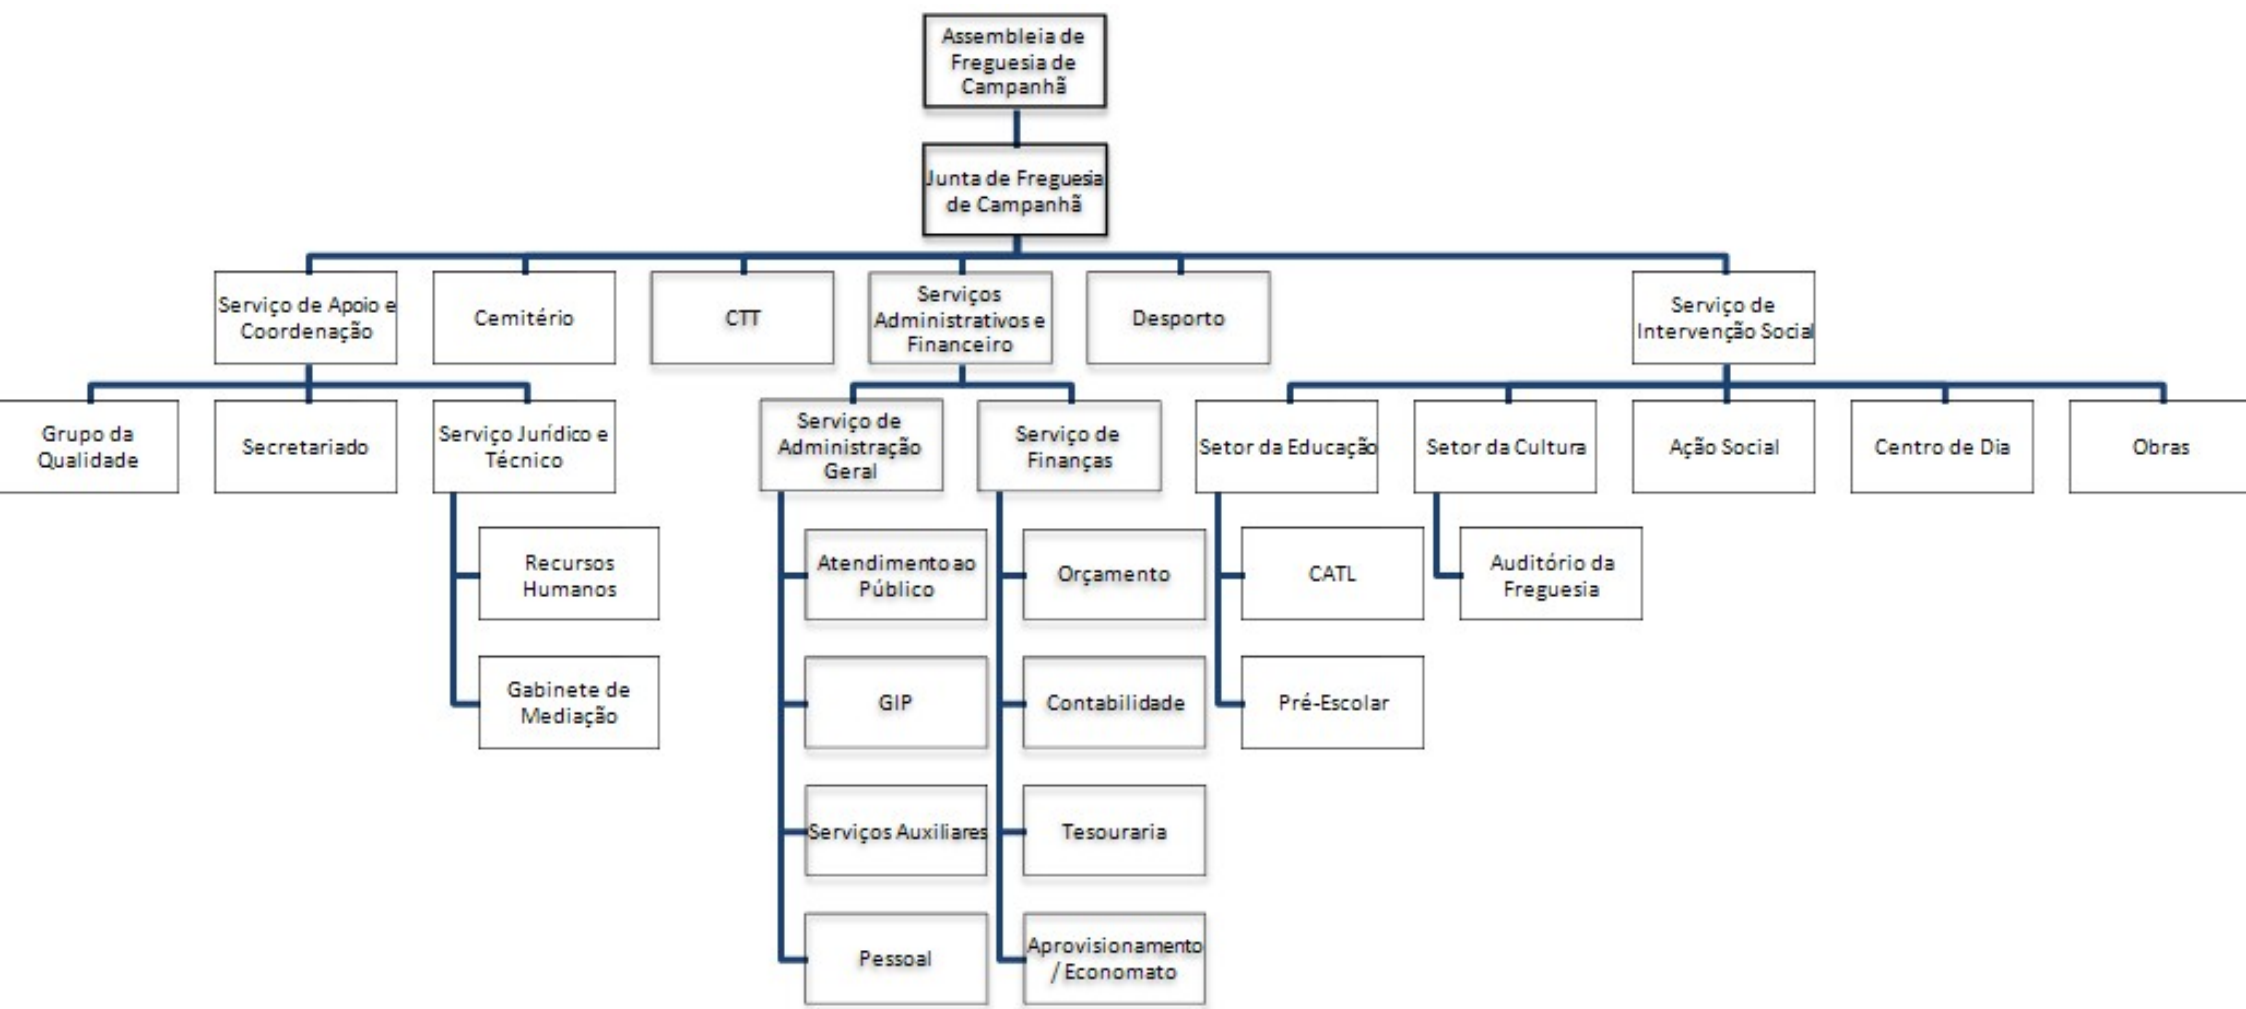 Assembleia de
Freguesia de
Campanhã
Junta de Freguesia
de Campanhã
Serviço de Apoio e
Coordenação
Cemitério
CTT
Serviços
Administrativos e
Financeiro
Desporto
Serviço de
Intervenção Social
Grupo da
Qualidade
Secretariado
Serviço Jurídico e
Técnico
Serviço de
Administração
Geral
Serviço de
Finanças
Setor da Educação
Setor da Cultura
Ação Social
Centro de Dia
Obras
Recursos
Humanos
Atendimento ao
Público
Orçamento
CATL
Auditório da
Freguesia
Gabinete de
Mediação
GIP
Contabilidade
Pré-Escolar
Serviços Auxiliares
Tesouraria
Pessoal
Aprovisionamento
/ Economato